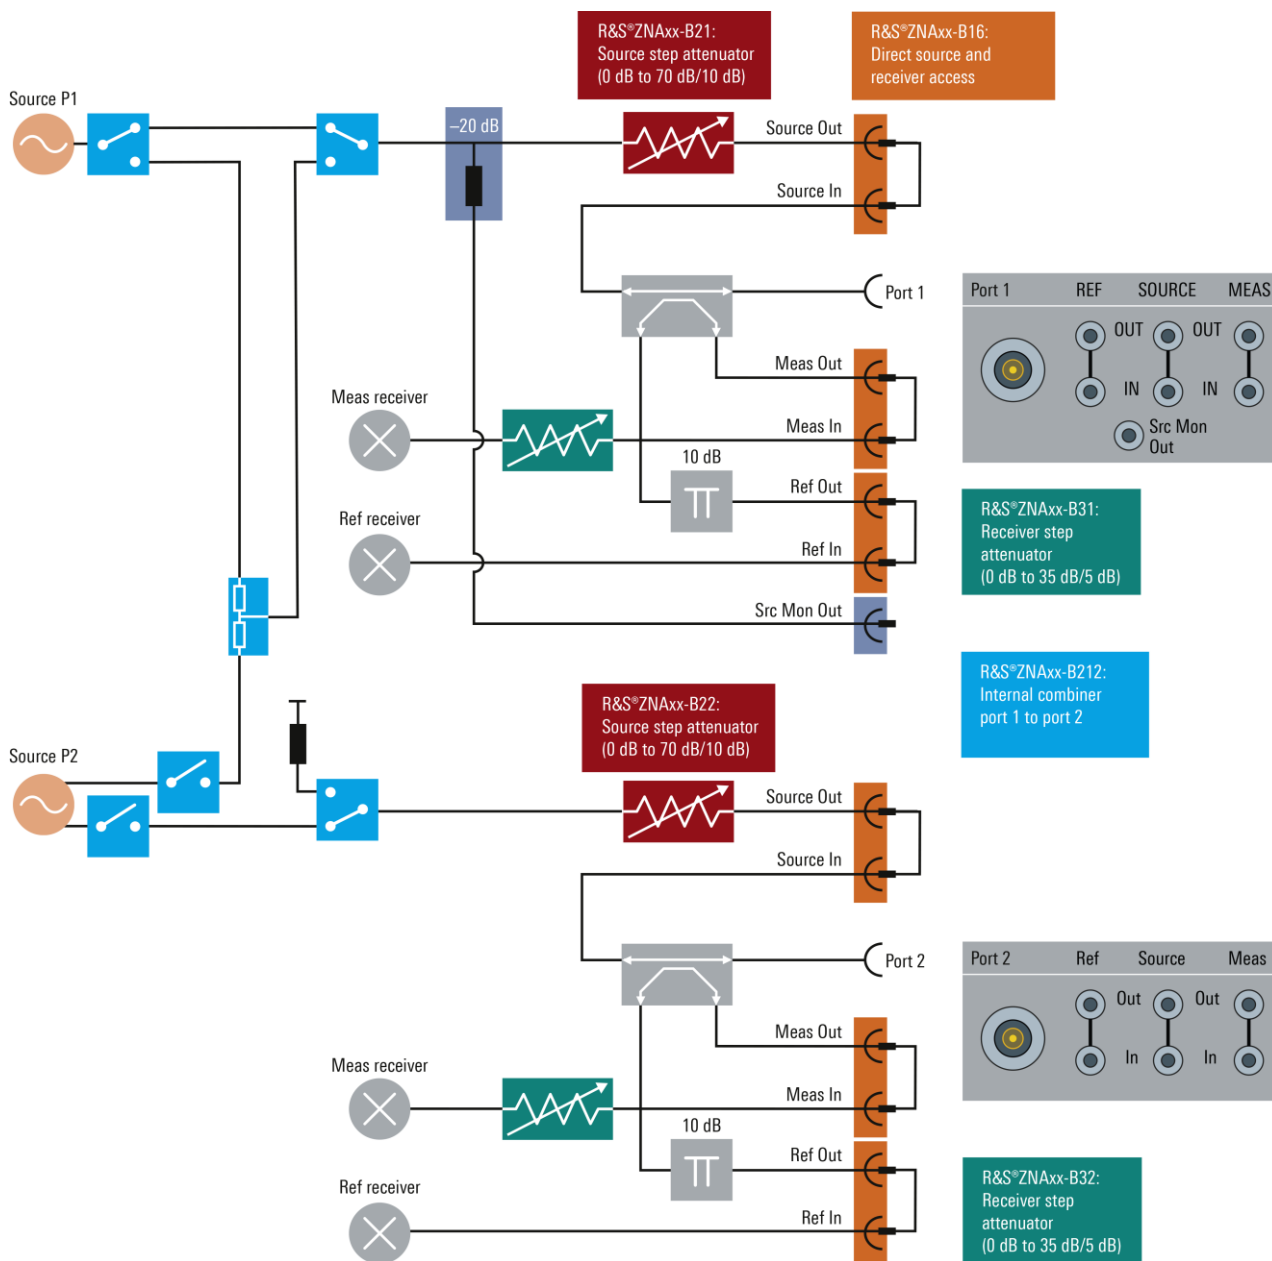 R&S®ZNAxx-B21:
Source step attenuator
(0 dB to 70 dB/10 dB)
R&S®ZNAxx-B16:
Direct source and
receiver access
Source P1
–20 dB
Source Out
Source In
Port 1
Port 1 REF SOURCE MEAS
OUT OUT
IN IN
Src Mon
Out
Meas Out
Meas receiver
Meas In
10 dB
Ref Out
Ref receiver
Ref In
R&S®ZNAxx-B31:
Receiver step
attenuator
(0 dB to 35 dB/5 dB)
Src Mon Out
R&S®ZNAxx-B212:
Internal combiner
port 1 to port 2
R&S®ZNAxx-B22:
Source step attenuator
(0 dB to 70 dB/10 dB)
Source P2
Source Out
Source In
Port 2
Port 2 Ref Source Meas
Out Out
In In
Meas Out
Meas receiver
Meas In
10 dB
Ref Out
Ref receiver
Ref In
R&S®ZNAxx-B32:
Receiver step
attenuator
(0 dB to 35 dB/5 dB)